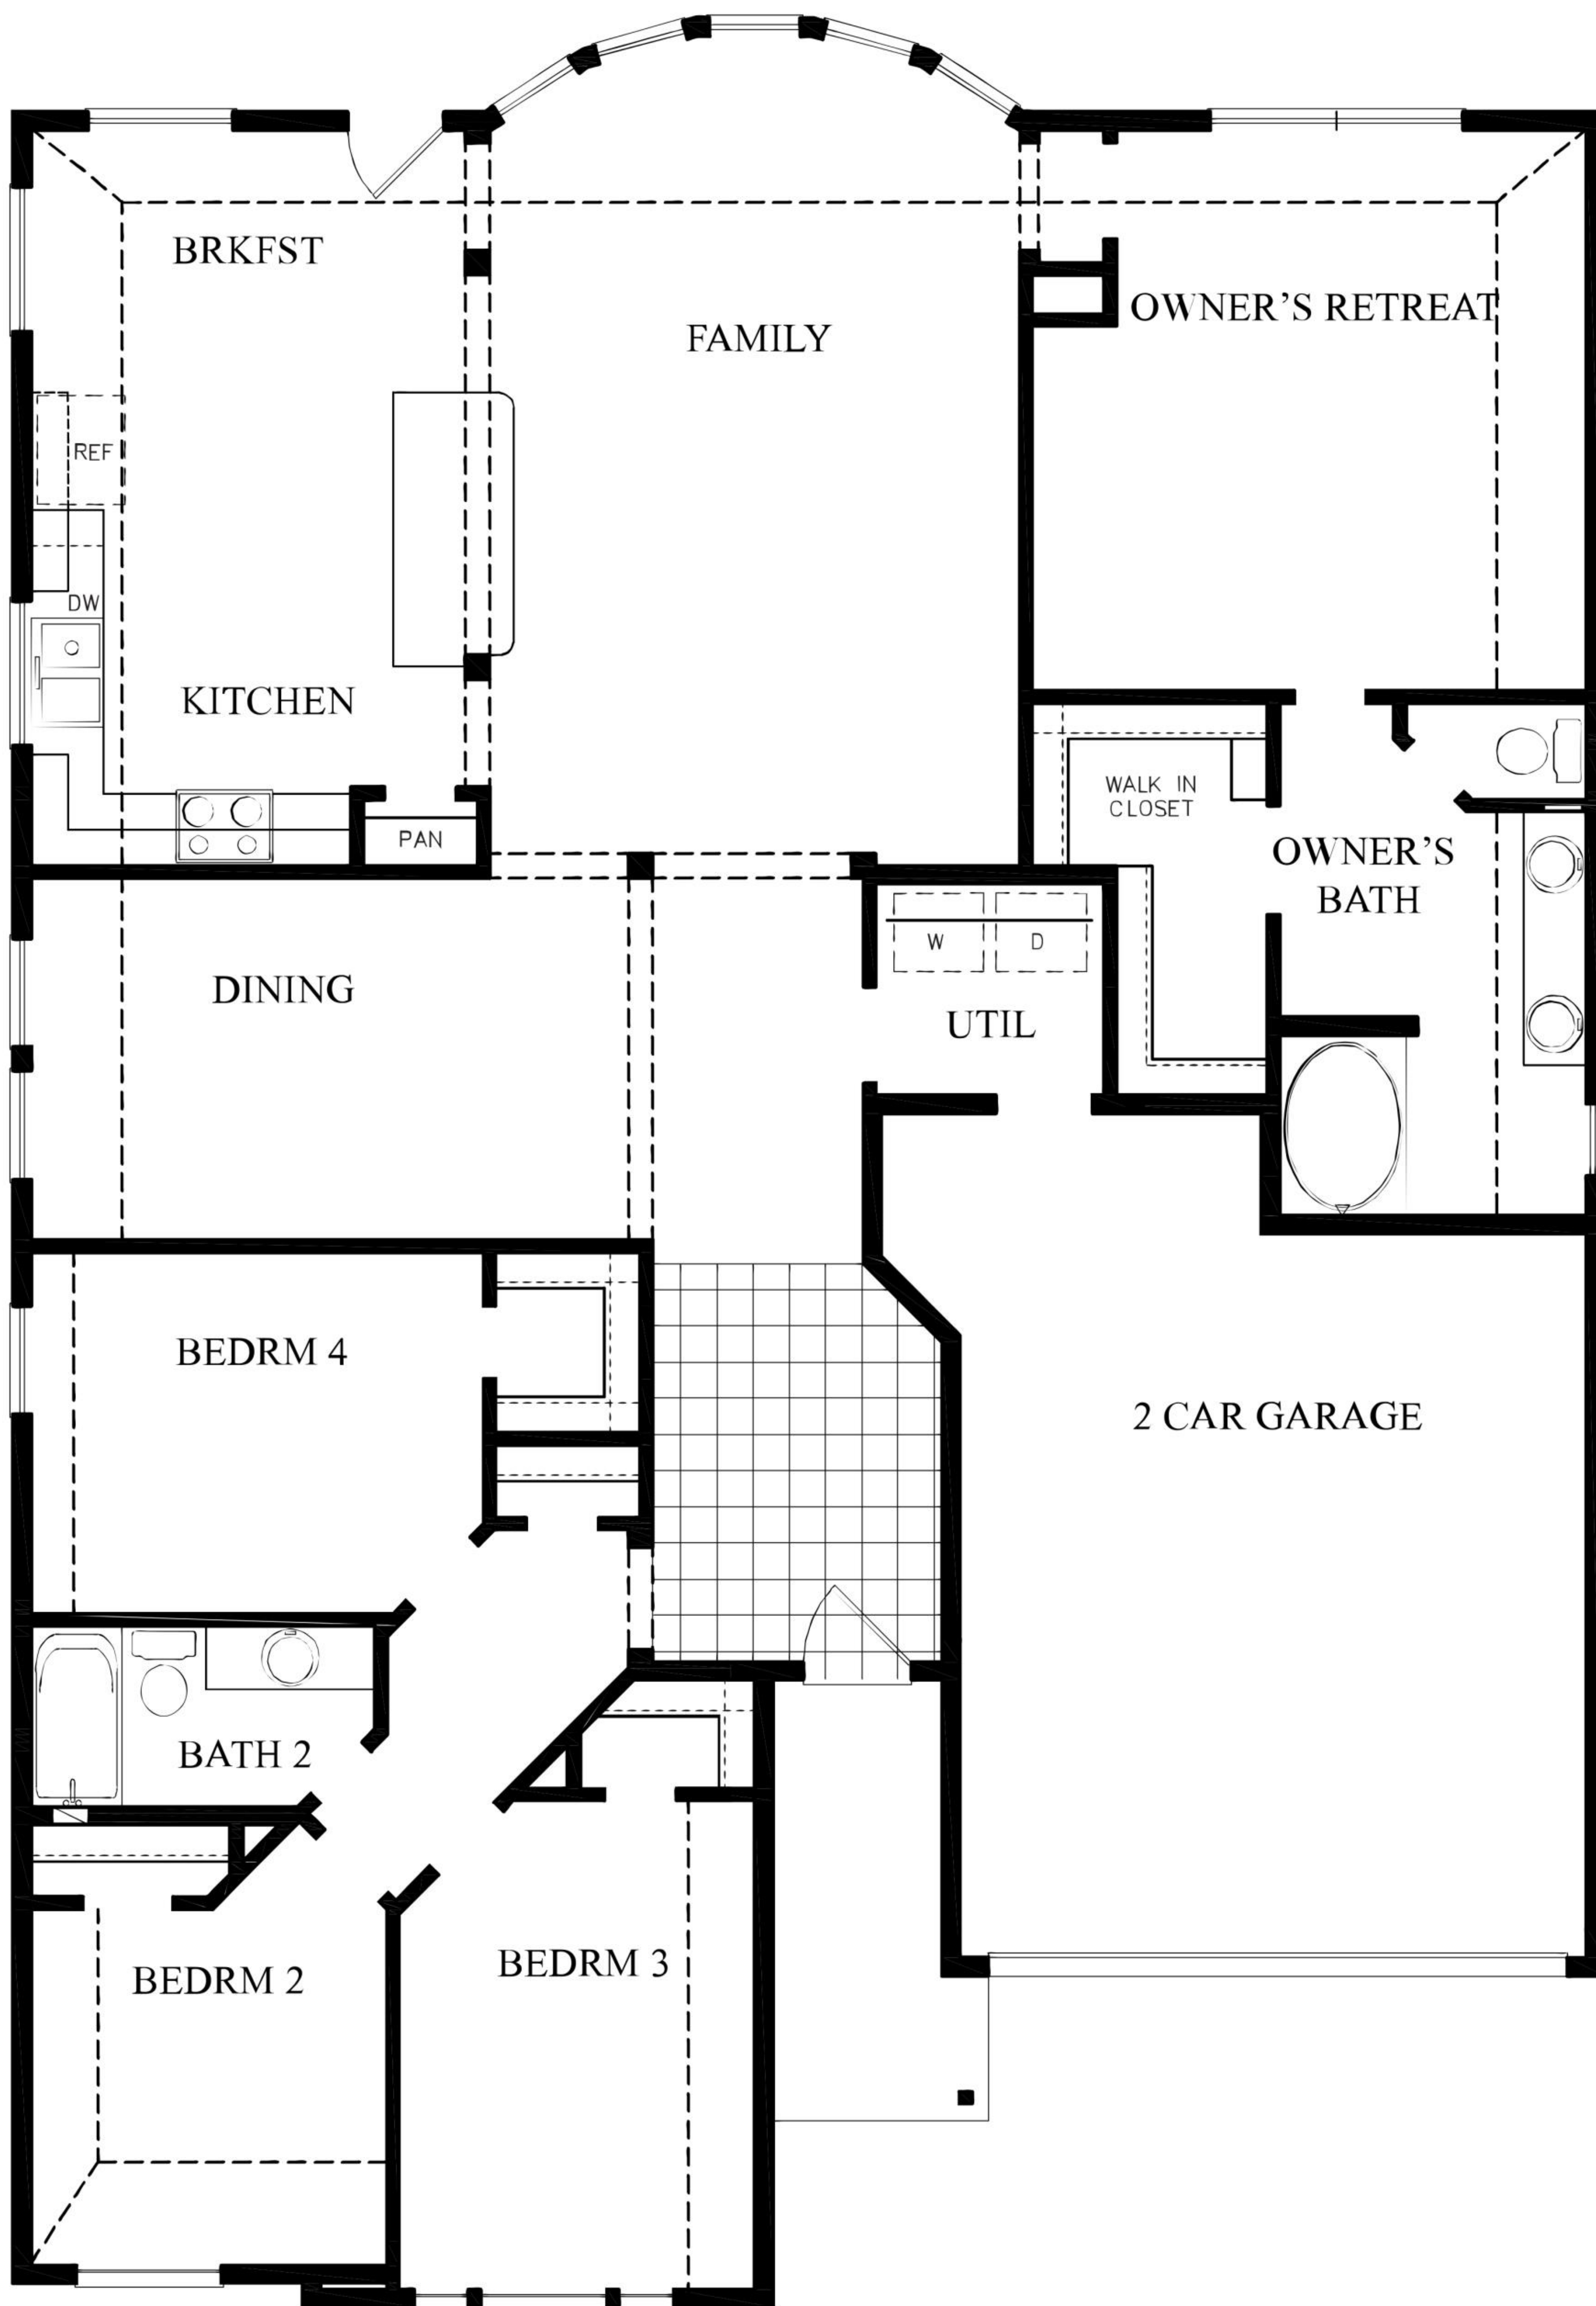 BRKFST
FAMILY
OWNER'S RETREAT
REF
DW
KITCHEN
PAN
WALK IN
CLOSET
OWNER'S
BATH
DINING
W
D
UTIL
BEDRM 4
2 CAR GARAGE
BATH 2
BEDRM 2
BEDRM 3